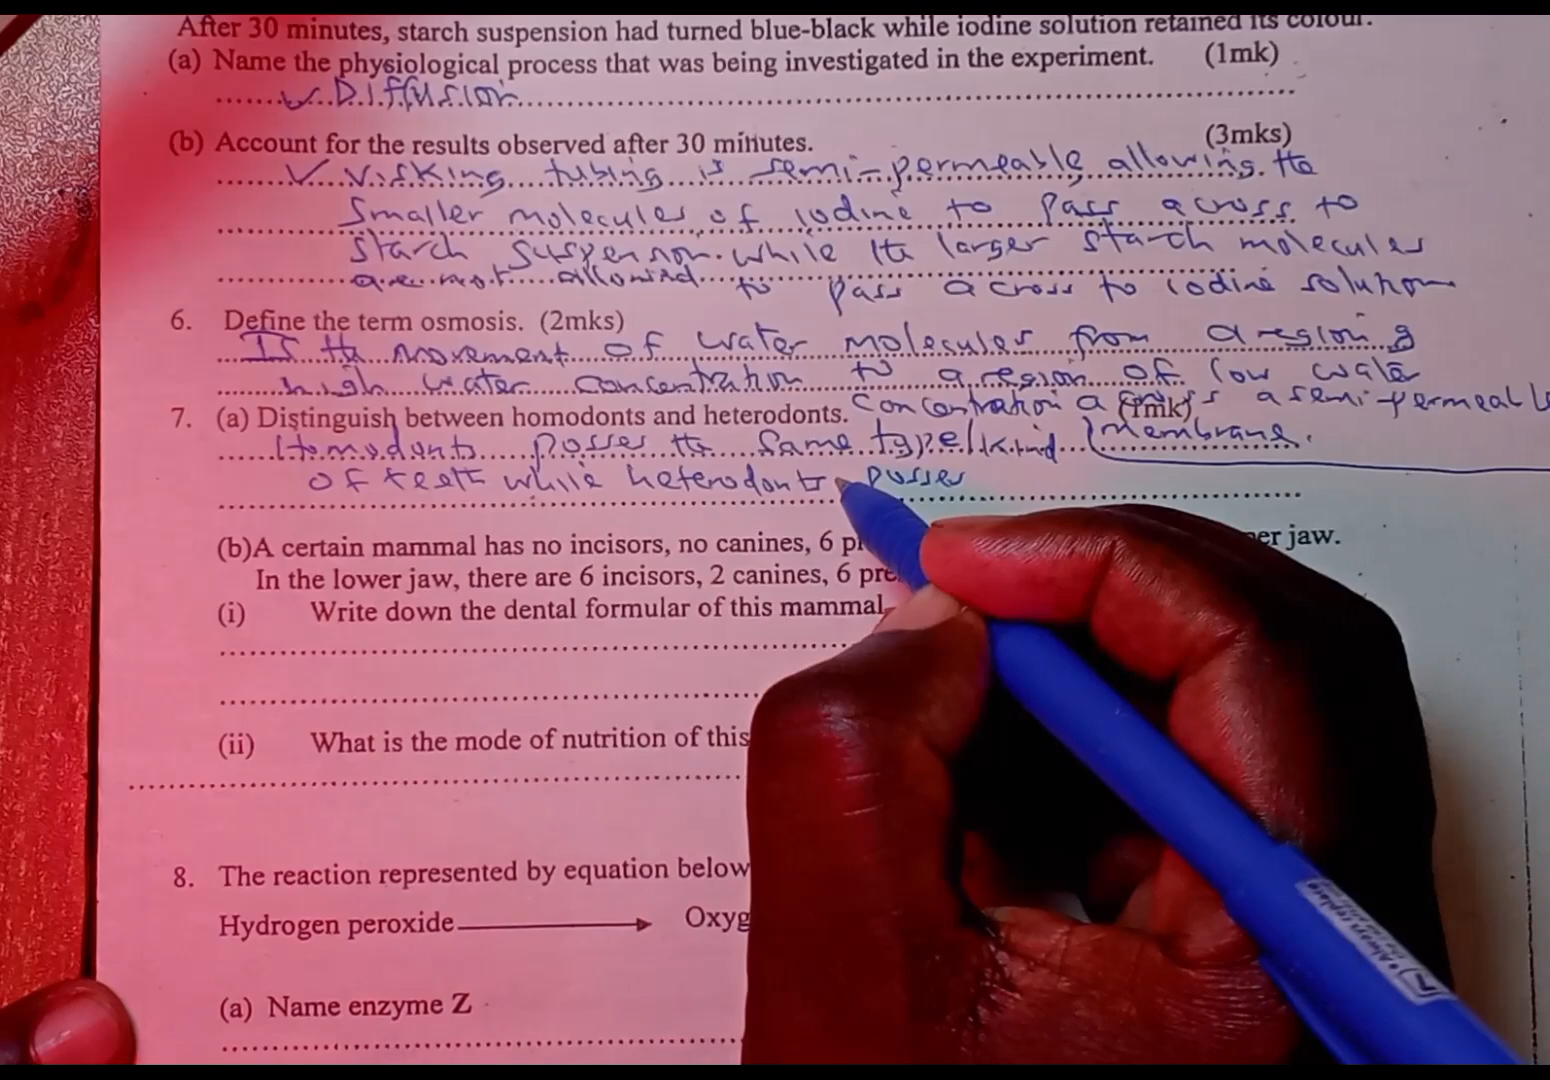 After 30 minutes, starch suspension had turned blue-black while iodine solution retained its colour.
(a) Name the physiological process that was being investigated in the experiment. (1mk)
✓ Diffusion
(b) Account for the results observed after 30 minutes. (3mks)
✓ Visking tubing is semi-permeable allowing the
smaller molecules of iodine to pass across to
starch suspension while the larger starch molecules
are not allowed to pass across to iodine solution
6. Define the term osmosis. (2mks)
Is the movement of water molecules from a region of
high water concentration to a region of low water
concentration across a semi-permeable
7. (a) Distinguish between homodonts and heterodonts. (1mk)
Homodonts posses the same type/kind (membrane.
of teeth while heterodonts posses
(b)A certain mammal has no incisors, no canines, 6 er jaw.
In the lower jaw, there are 6 incisors, 2 canines, 6 pre
(i) Write down the dental formular of this mammal
(ii) What is the mode of nutrition of this
8. The reaction represented by equation below
Hydrogen peroxide → Oxyg
(a) Name enzyme Z